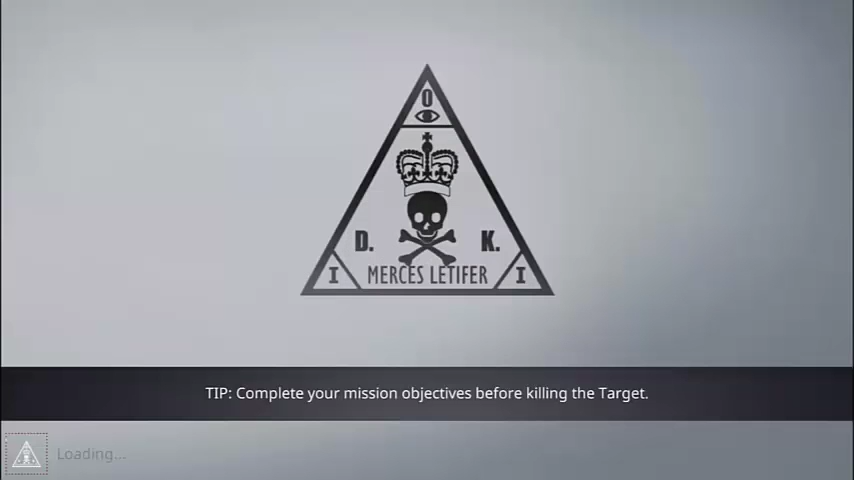 O
D. K.
I MERCES LETIFER I
TIP: Complete your mission objectives before killing the Target.
Loading...